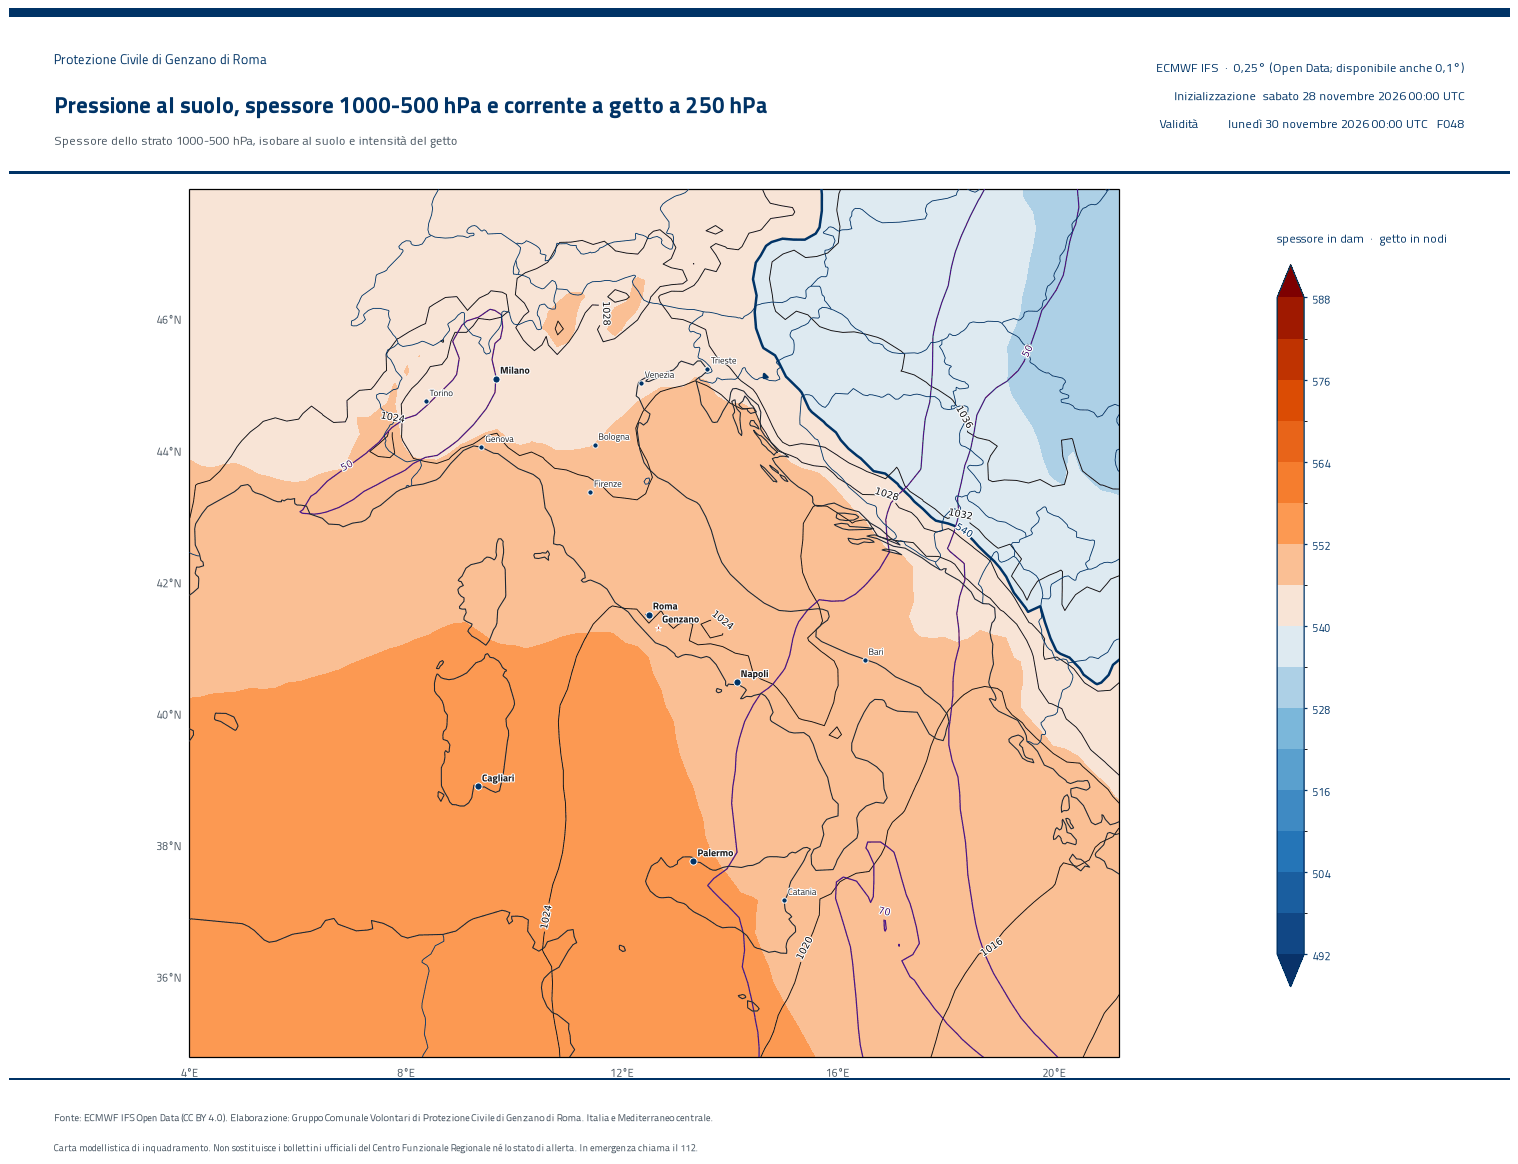 Protezione Civile di Genzano di Roma
Pressione al suolo, spessore 1000-500 hPa e corrente a getto a 250 hPa
Spessore dello strato 1000-500 hPa, isobare al suolo e intensità del getto
ECMWF IFS · 0,25° (Open Data; disponibile anche 0,1°)
Inizializzazione sabato 28 novembre 2026 00:00 UTC
Validità lunedì 30 novembre 2026 00:00 UTC F048
spessore in dam · getto in nodi
588
576
564
552
540
528
516
504
492
46°N
44°N
42°N
40°N
38°N
36°N
4°E
8°E
12°E
16°E
20°E
1028
Milano
Trieste
Venezia
50
Torino
1024
1036
Genova
Bologna
50
Firenze
1028
1032
540
Roma
Genzano
1024
Bari
Napoli
Cagliari
Palermo
Catania
70
1024
1020
1016
Fonte: ECMWF IFS Open Data (CC BY 4.0). Elaborazione: Gruppo Comunale Volontari di Protezione Civile di Genzano di Roma. Italia e Mediterraneo centrale.
Carta modellistica di inquadramento. Non sostituisce i bollettini ufficiali del Centro Funzionale Regionale né lo stato di allerta. In emergenza chiama il 112.